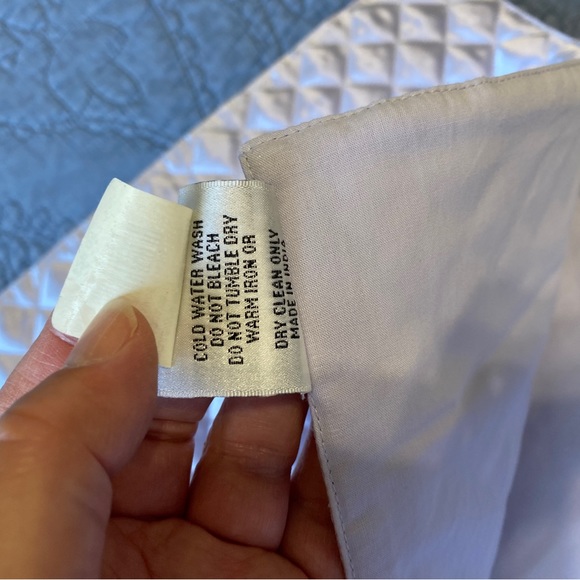 COLD WATER WASH
DO NOT BLEACH
DO NOT TUMBLE DRY
WARM IRON OR
DRY CLEAN ONLY
MADE IN INDIA